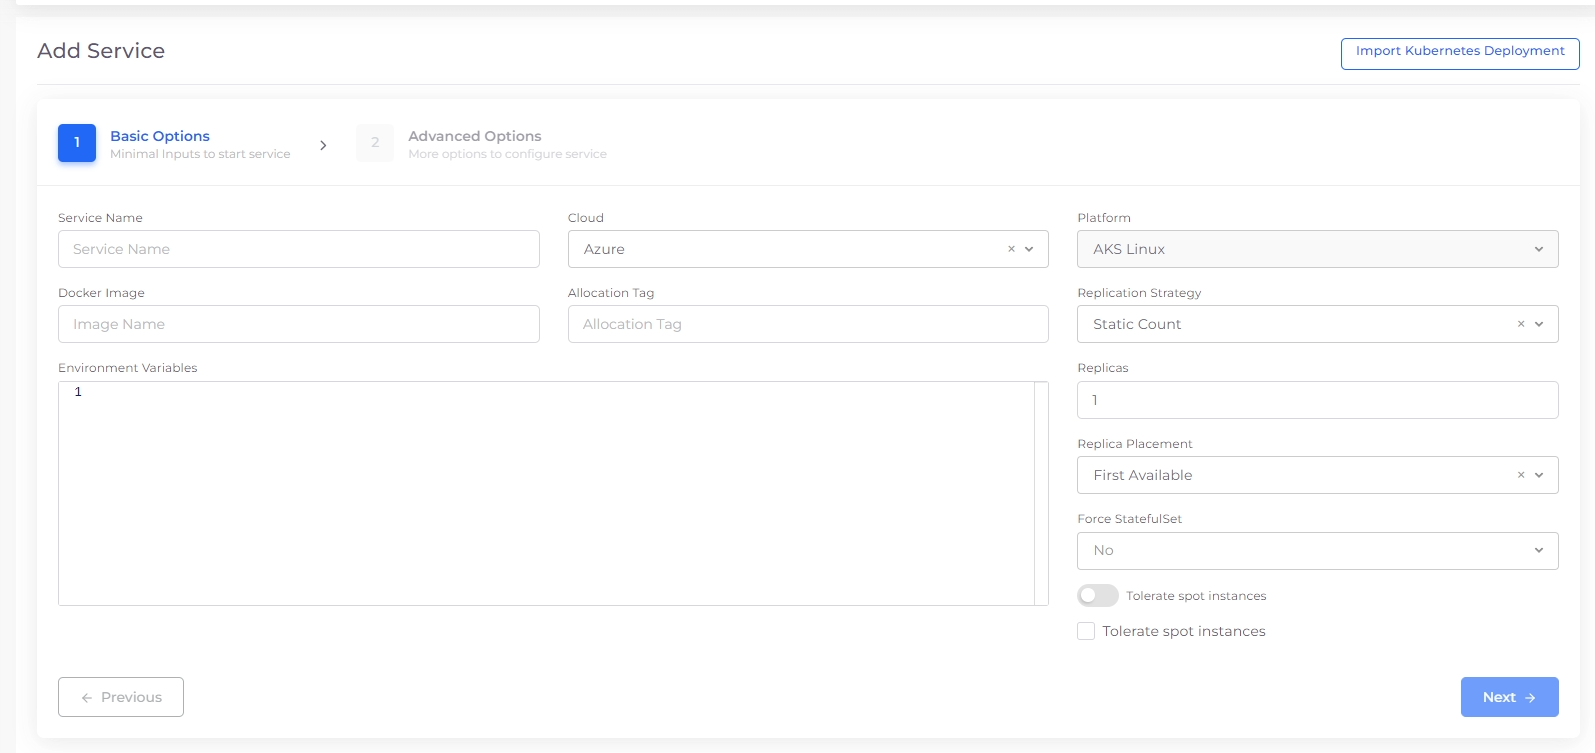 Add Service
Import Kubernetes Deployment
1
Basic Options
Minimal Inputs to start service
2
Advanced Options
More options to configure service
Service Name
Service Name
Cloud
Azure
Platform
AKS Linux
Docker Image
Image Name
Allocation Tag
Allocation Tag
Replication Strategy
Static Count
Environment Variables
1
Replicas
1
Replica Placement
First Available
Force StatefulSet
No
Tolerate spot instances
Tolerate spot instances
← Previous
Next →